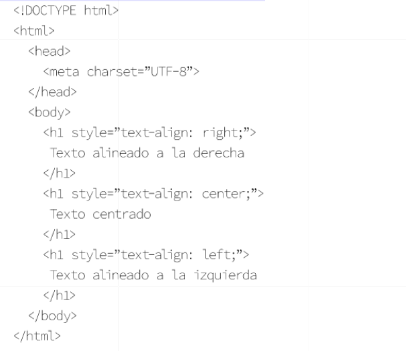 <!DOCTYPE html>
<html>
<head>
<meta charset=”UTF-8”>
</head>
<body>
<h1 style=”text-align: right;”>
Texto alineado a la derecha
</h1>
<h1 style=”text-align: center;”>
Texto centrado
</h1>
<h1 style=”text-align: left;”>
Texto alineado a la izquierda
</h1>
</body>
</html>